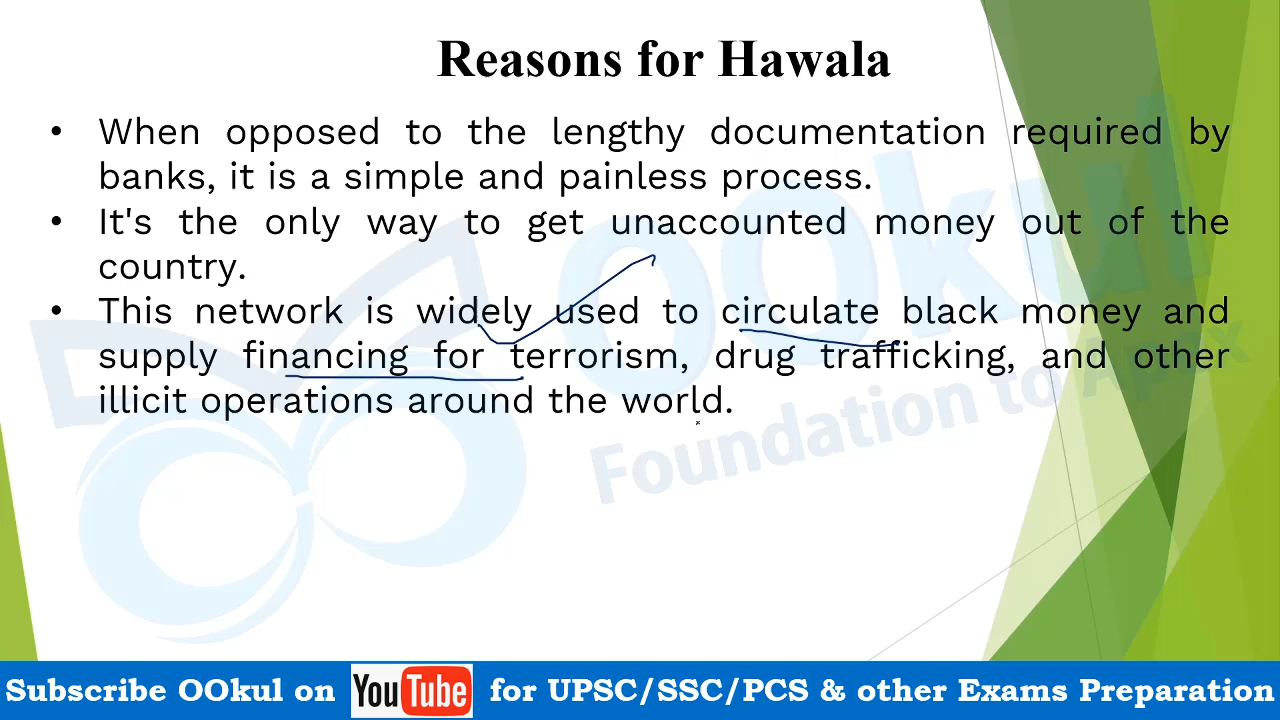 Reasons for Hawala
• When opposed to the lengthy documentation required by
banks, it is a simple and painless process.
• It's the only way to get unaccounted money out of the
country.
• This network is widely used to circulate black money and
supply financing for terrorism, drug trafficking, and other
illicit operations around the world.
OOkul
Foundation to Apex
Subscribe OOkul on YouTube for UPSC/SSC/PCS & other Exams Preparation